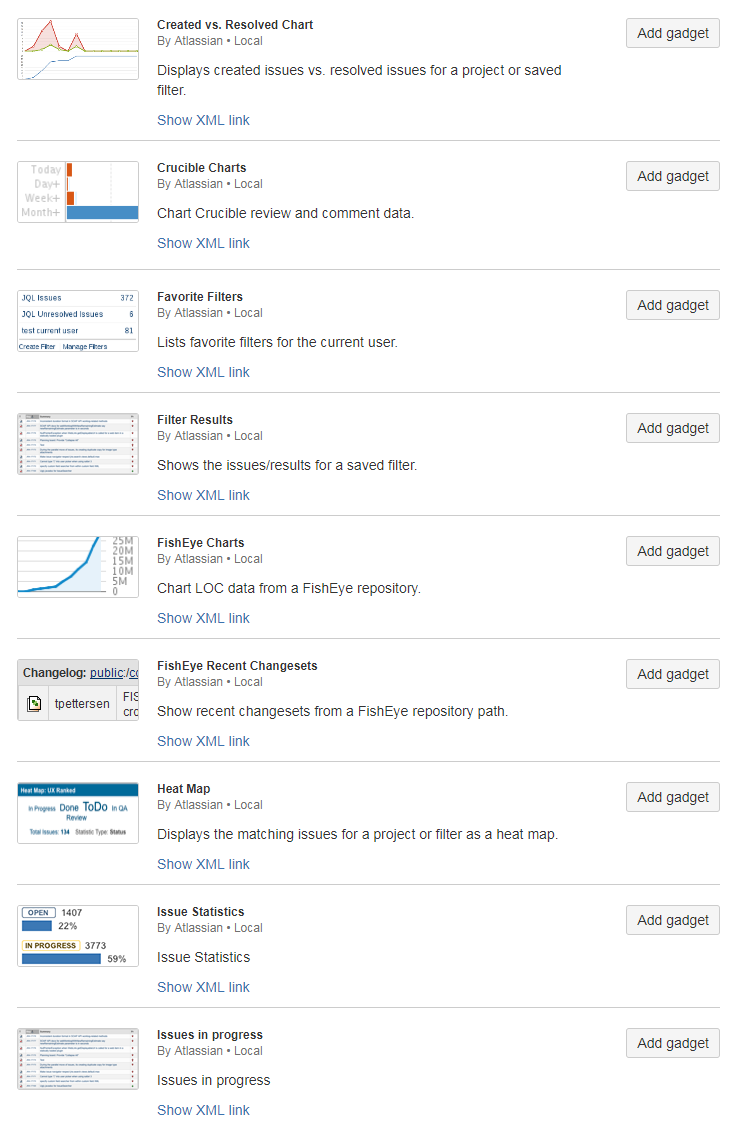 Created vs. Resolved Chart
By Atlassian • Local
Add gadget
Displays created issues vs. resolved issues for a project or saved
filter.
Show XML link
Today
Day+
Week+
Month+
Crucible Charts
By Atlassian • Local
Add gadget
Chart Crucible review and comment data.
Show XML link
JQL Issues 372
JQL Unresolved Issues 6
test current user 81
Create Filter Manage Filters
Favorite Filters
By Atlassian • Local
Add gadget
Lists favorite filters for the current user.
Show XML link
Filter Results
By Atlassian • Local
Add gadget
Shows the issues/results for a saved filter.
Show XML link
25M
20M
15M
10M
5M
0
FishEye Charts
By Atlassian • Local
Add gadget
Chart LOC data from a FishEye repository.
Show XML link
Changelog: public:/co
tpettersen FIS
cro
FishEye Recent Changesets
By Atlassian • Local
Add gadget
Show recent changesets from a FishEye repository path.
Show XML link
Heat Map: UX Ranked
In Progress Done ToDo In QA
Review
Total Issues: 134 Statistic Type: Status
Heat Map
By Atlassian • Local
Add gadget
Displays the matching issues for a project or filter as a heat map.
Show XML link
OPEN 1407
22%
IN PROGRESS 3773
59%
Issue Statistics
By Atlassian • Local
Add gadget
Issue Statistics
Show XML link
Issues in progress
By Atlassian • Local
Add gadget
Issues in progress
Show XML link